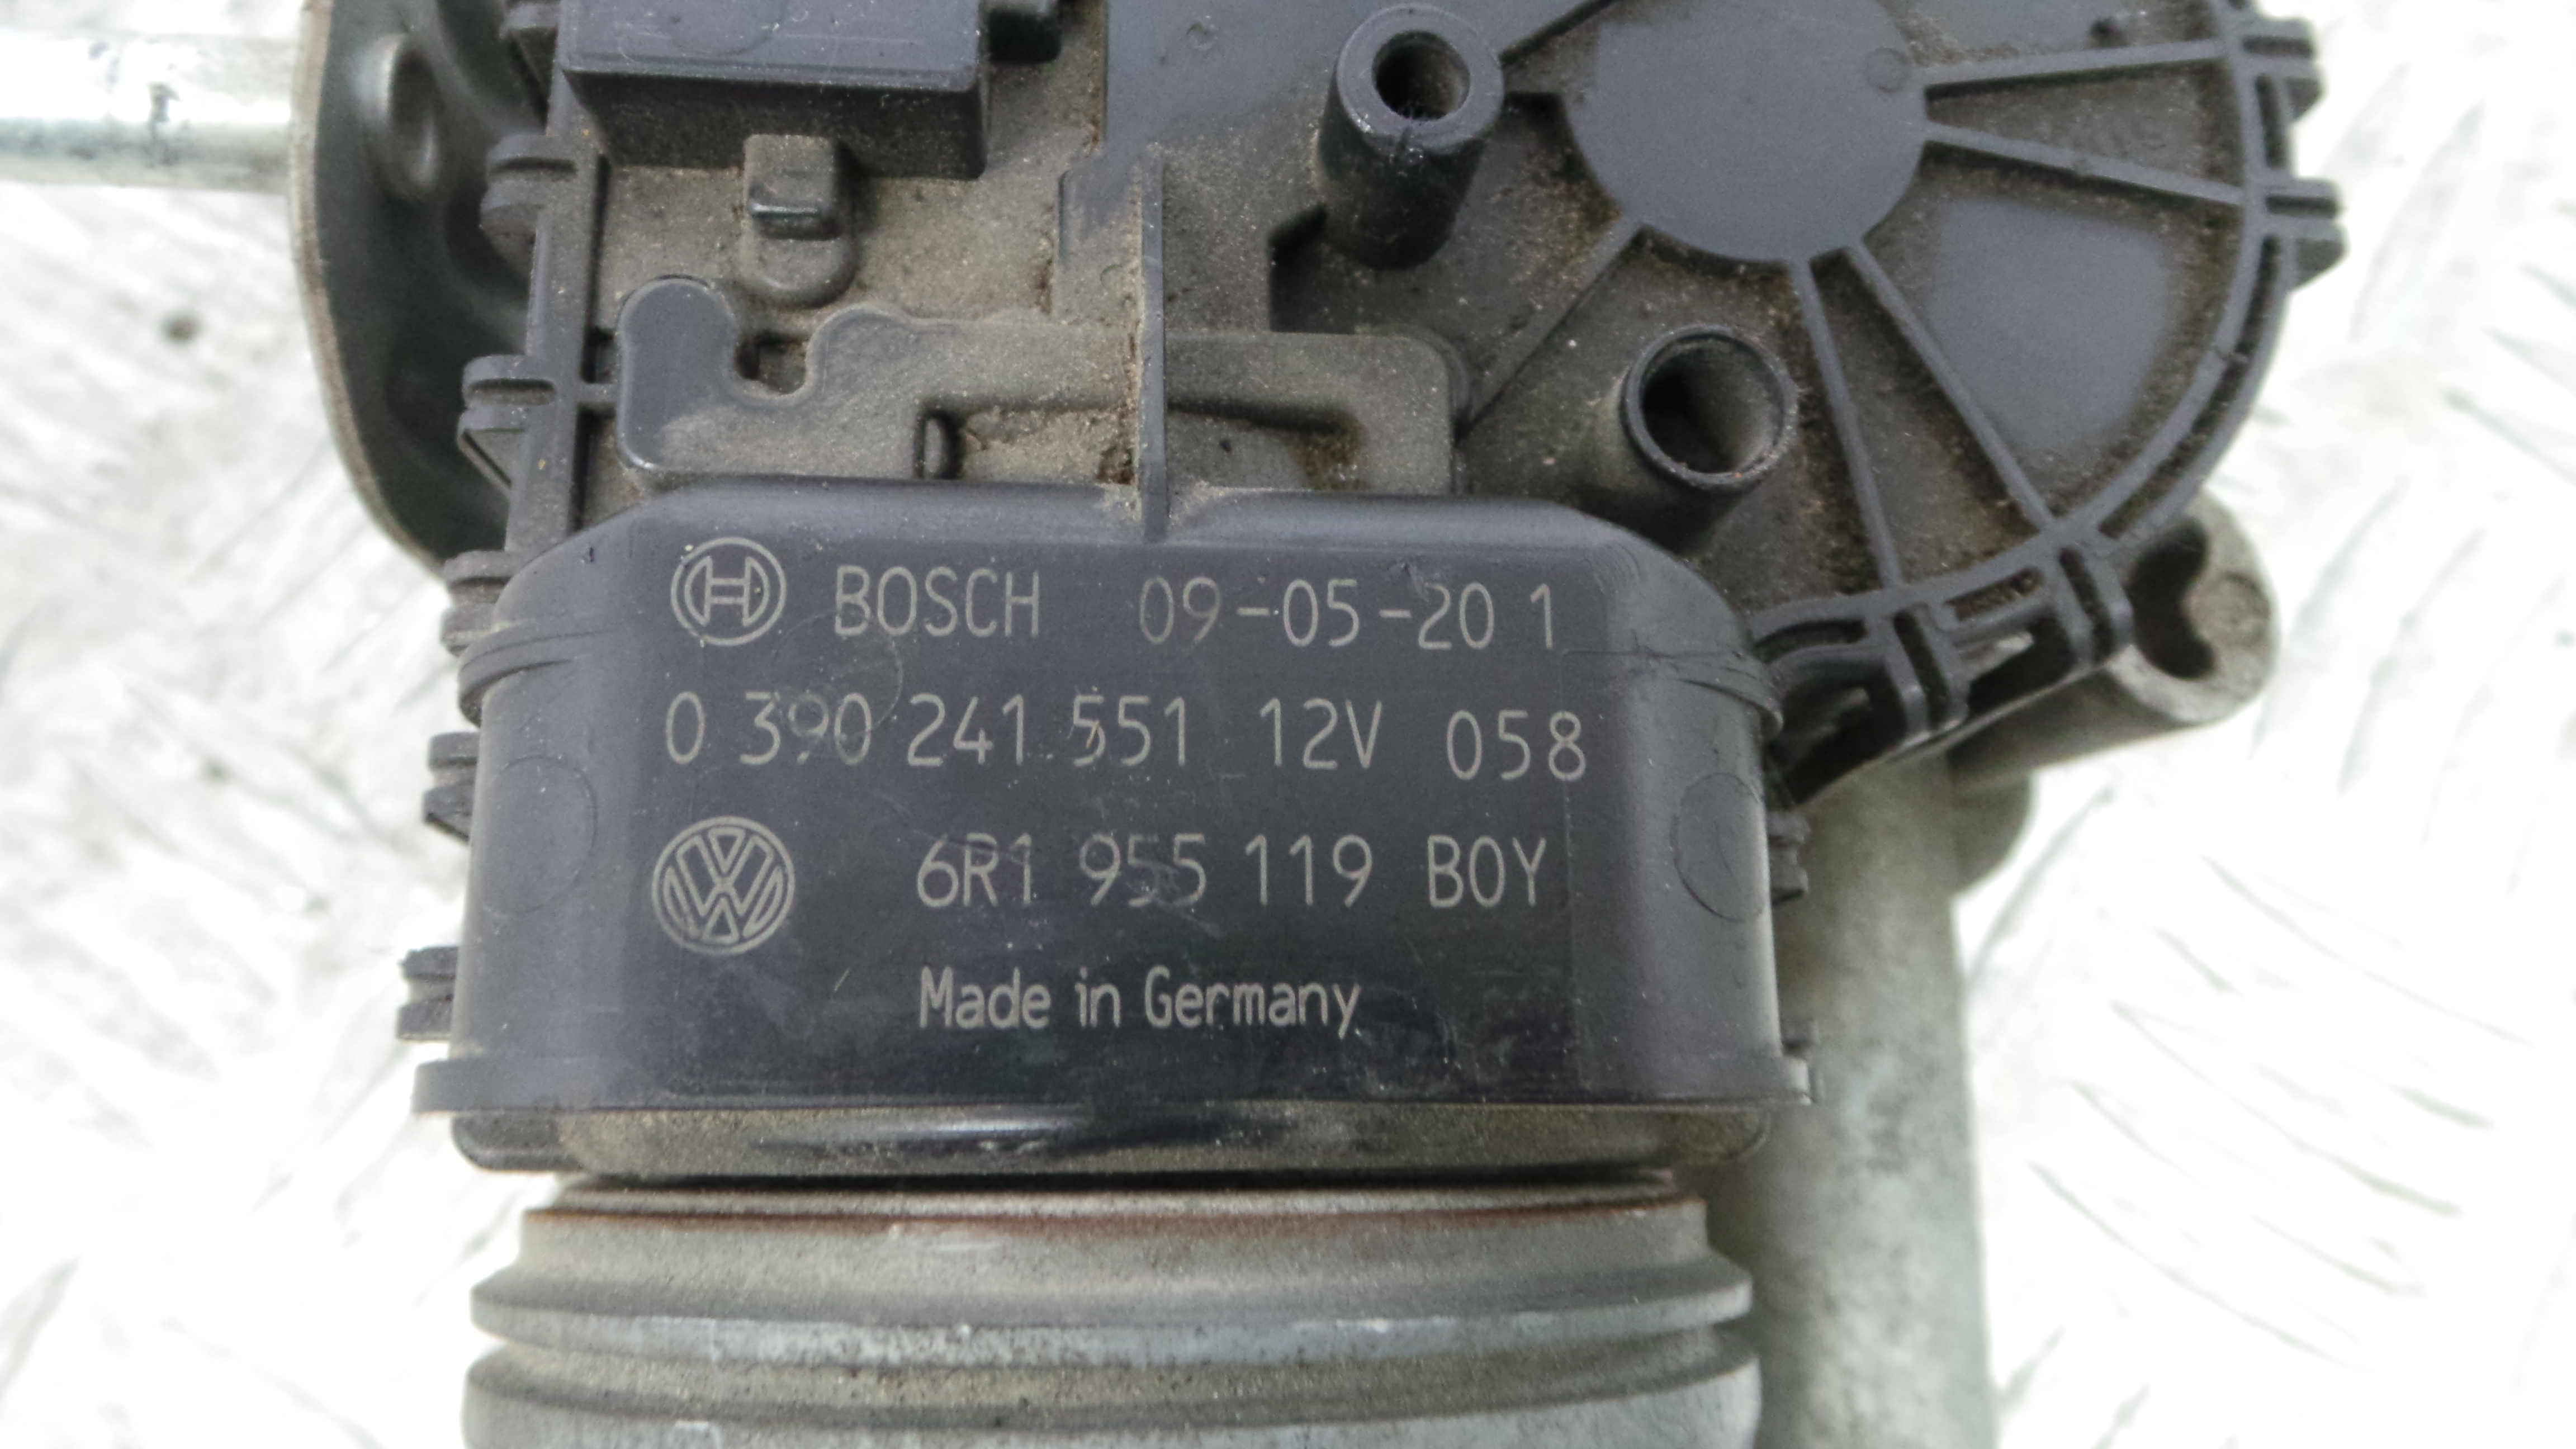 BOSCH 09-05-20 1
0 390 241 551 12V 058
6R1 955 119 B0Y
Made in Germany